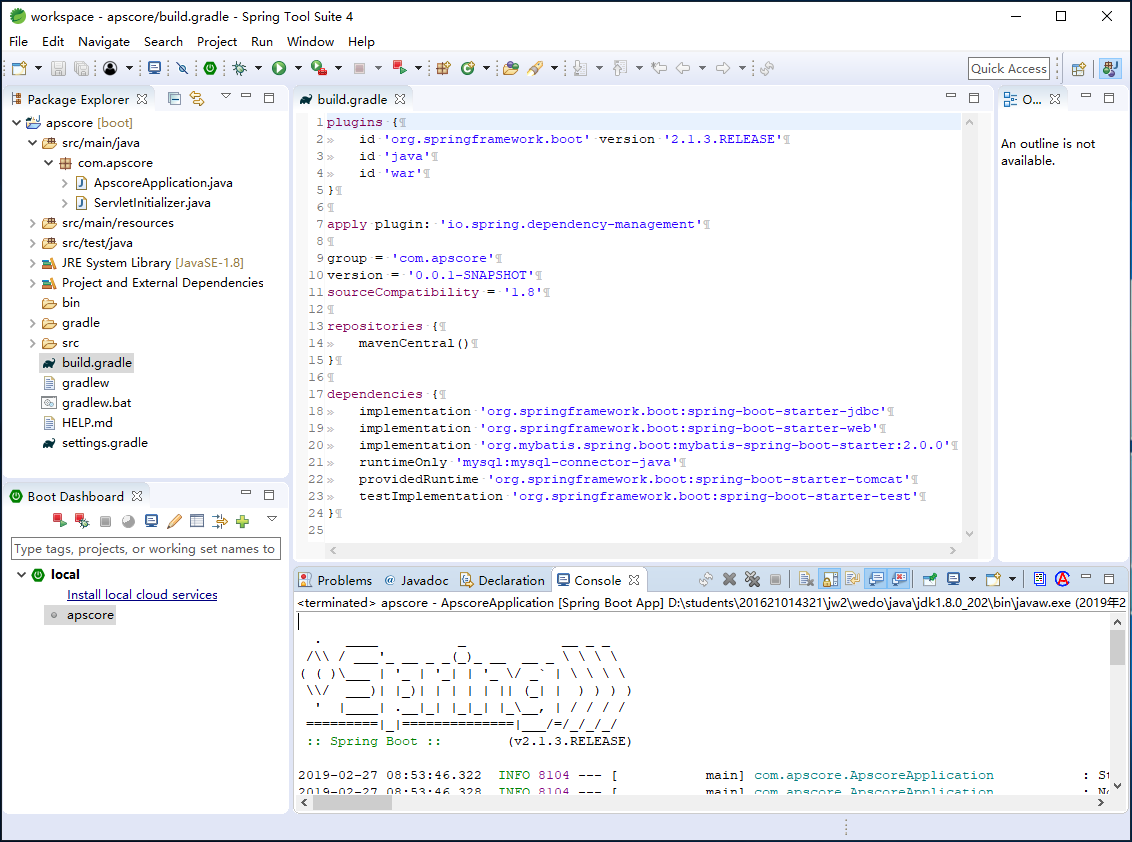 workspace - apscore/build.gradle - Spring Tool Suite 4
File Edit Navigate Search Project Run Window Help
Quick Access
Package Explorer
apscore [boot]
src/main/java
com.apscore
ApscoreApplication.java
ServletInitializer.java
src/main/resources
src/test/java
JRE System Library [JavaSE-1.8]
Project and External Dependencies
bin
gradle
src
build.gradle
gradlew
gradlew.bat
HELP.md
settings.gradle
build.gradle
1 plugins {¶
2 »   id 'org.springframework.boot' version '2.1.3.RELEASE'¶
3 »   id 'java'¶
4 »   id 'war'¶
5 }¶
6 ¶
7 apply plugin: 'io.spring.dependency-management'¶
8 ¶
9 group = 'com.apscore'¶
10 version = '0.0.1-SNAPSHOT'¶
11 sourceCompatibility = '1.8'¶
12 ¶
13 repositories {¶
14 »   mavenCentral()¶
15 }¶
16 ¶
17 dependencies {¶
18 »   implementation 'org.springframework.boot:spring-boot-starter-jdbc'¶
19 »   implementation 'org.springframework.boot:spring-boot-starter-web'¶
20 »   implementation 'org.mybatis.spring.boot:mybatis-spring-boot-starter:2.0.0'¶
21 »   runtimeOnly 'mysql:mysql-connector-java'¶
22 »   providedRuntime 'org.springframework.boot:spring-boot-starter-tomcat'¶
23 »   testImplementation 'org.springframework.boot:spring-boot-starter-test'¶
24 }¶
25
O...
An outline is not
available.
Boot Dashboard
Type tags, projects, or working set names to
local
Install local cloud services
apscore
Problems @ Javadoc Declaration Console
<terminated> apscore - ApscoreApplication [Spring Boot App] D:\students\201621014321\jw2\wedo\java\jdk1.8.0_202\bin\javaw.exe (2019年2
  .   ____          _            __ _ _
 /\\ / ___'_ __ _ _(_)_ __  __ _ \ \ \ \
( ( )\___ | '_ | '_| | '_ \/ _` | \ \ \ \
 \\/  ___)| |_)| | | | | || (_| |  ) ) ) )
  '  |____| .__|_| |_|_| |_\__, | / / / /
 =========|_|==============|___/=/_/_/_/
 :: Spring Boot ::        (v2.1.3.RELEASE)
2019-02-27 08:53:46.322  INFO 8104 --- [           main] com.apscore.ApscoreApplication           : St
2019-02-27 08:53:46.328  INFO 8104 --- [           main] com.apscore.ApscoreApplication           : No